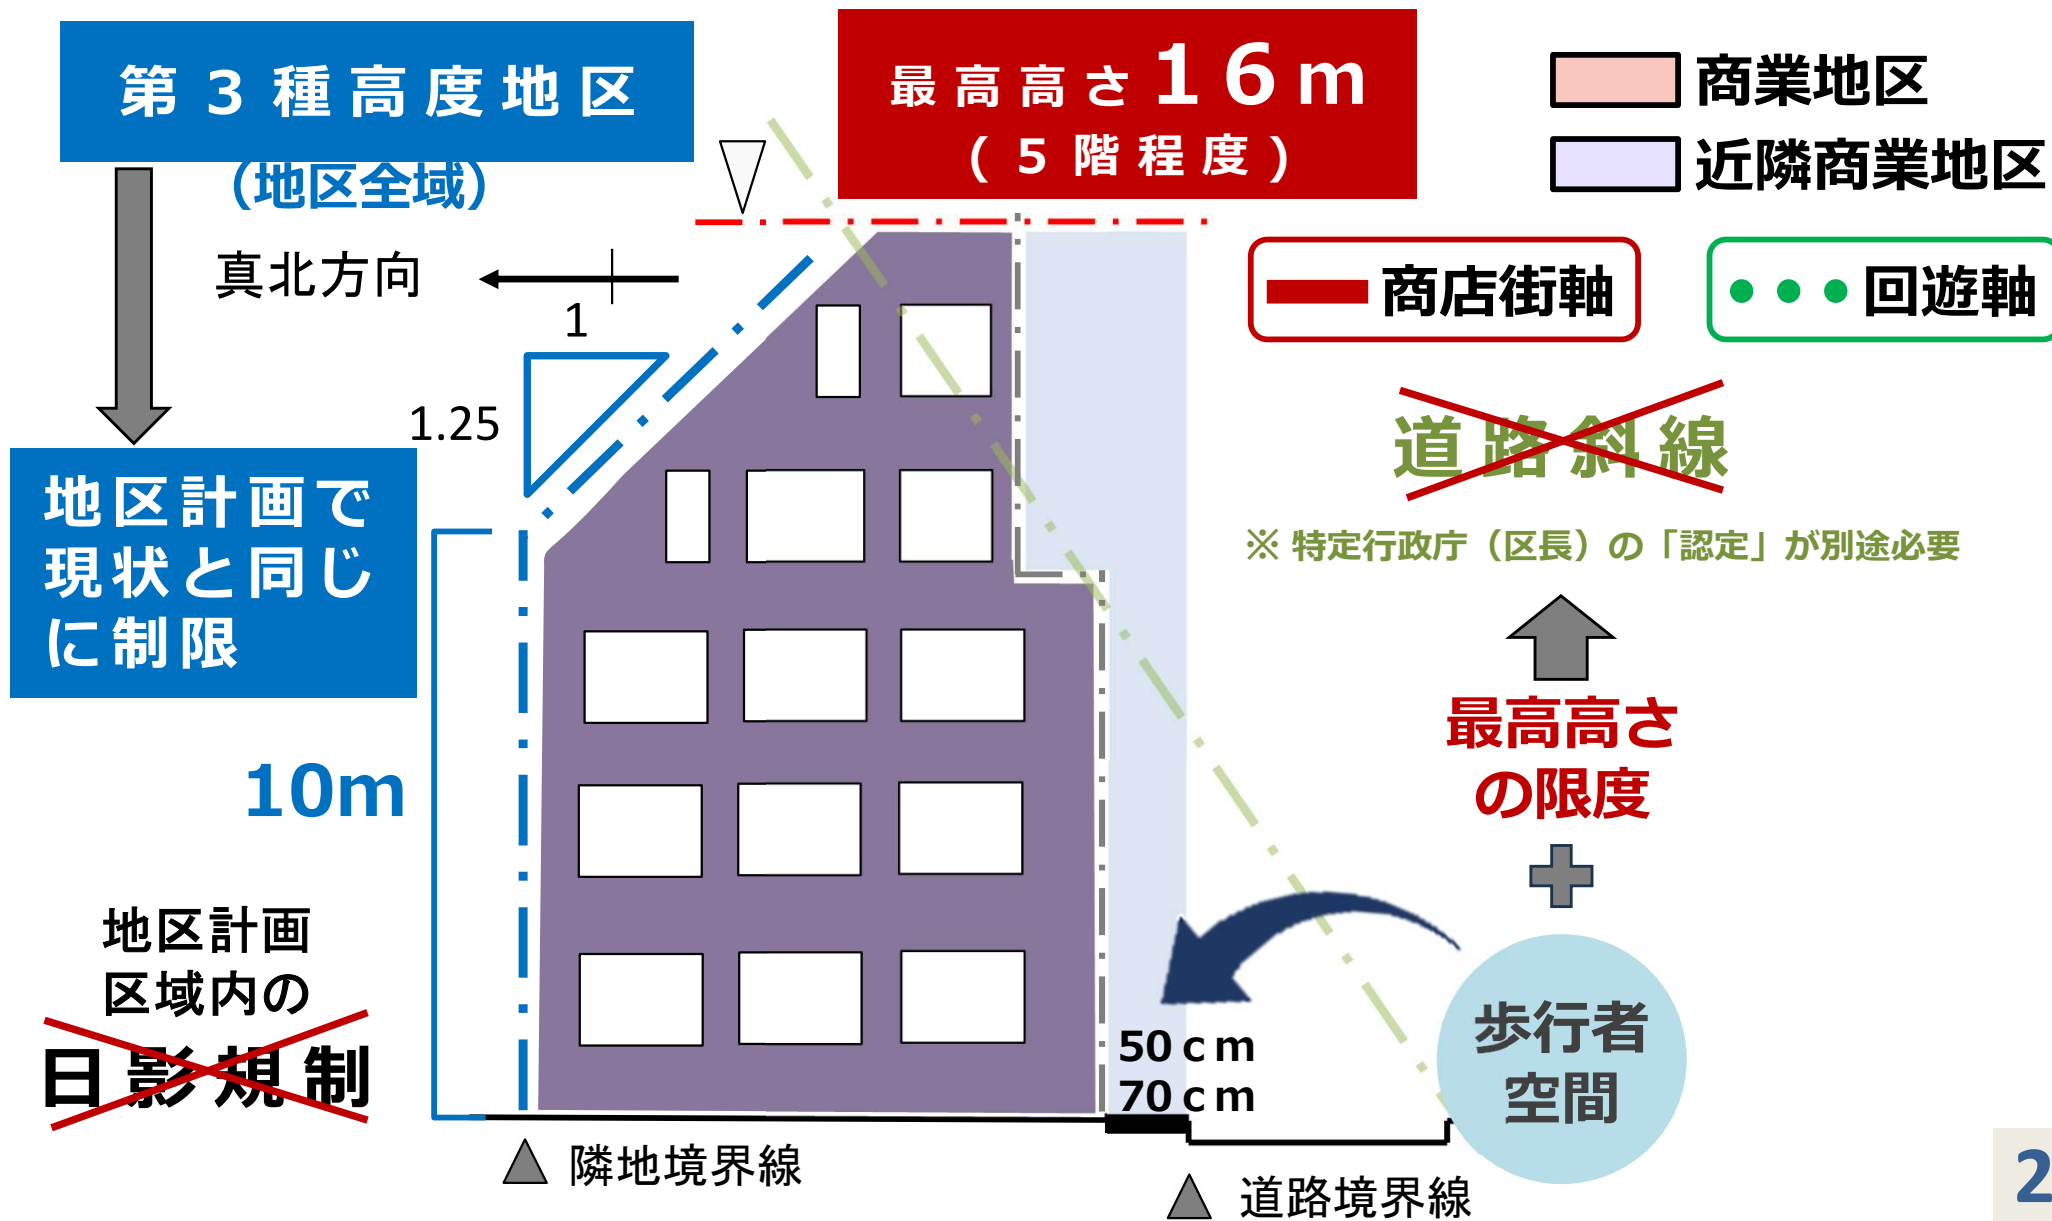 第3種高度地区
（地区全域）
最高高さ16m
(5階程度)
商業地区
近隣商業地区
商店街軸
回遊軸
真北方向
1
1.25
道路斜線
※ 特定行政庁（区長）の「認定」が別途必要
地区計画で
現状と同じ
に制限
最高高さ
の限度
10m
地区計画
区域内の
日影規制
歩行者
空間
50cm
70cm
隣地境界線
道路境界線
2